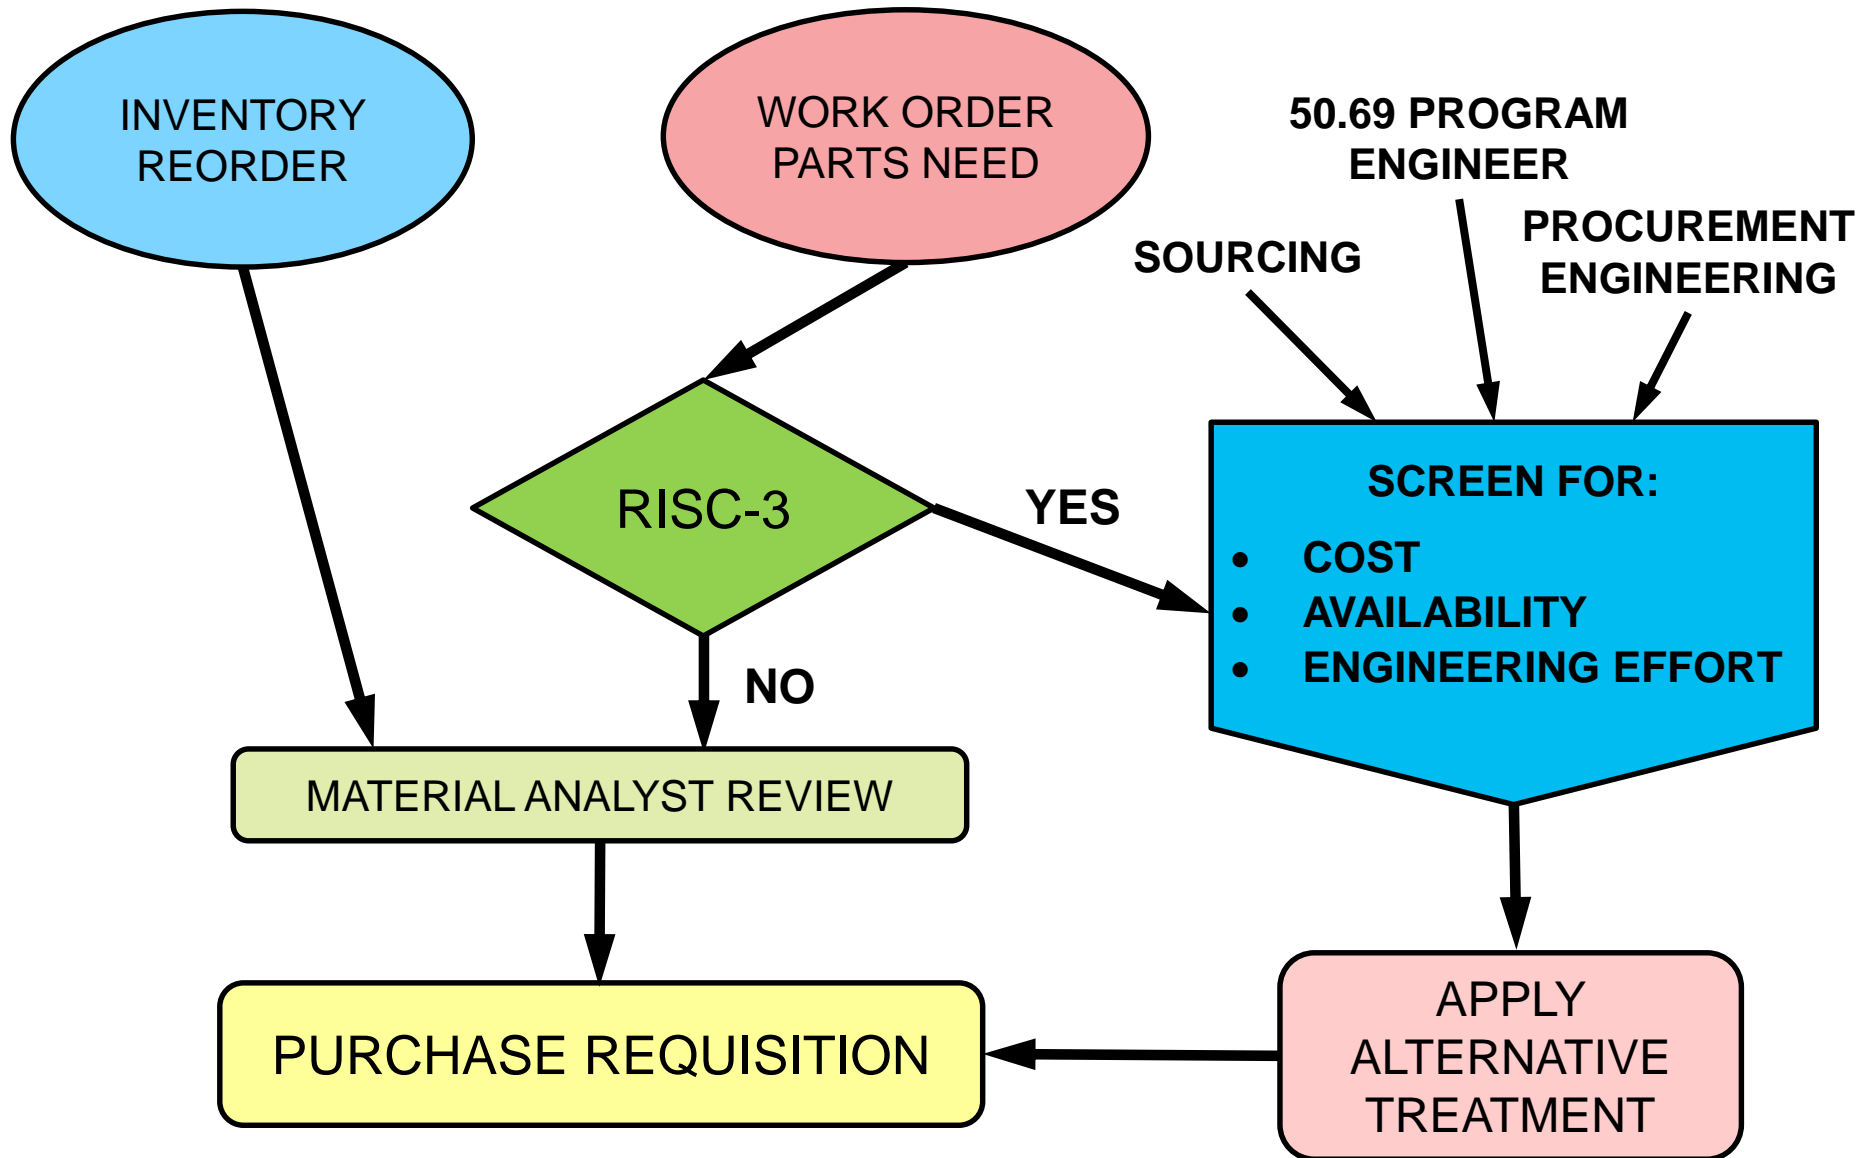 INVENTORY
REORDER
WORK ORDER
PARTS NEED
50.69 PROGRAM
ENGINEER
SOURCING
PROCUREMENT
ENGINEERING
RISC-3
YES
NO
SCREEN FOR:
• COST
• AVAILABILITY
• ENGINEERING EFFORT
MATERIAL ANALYST REVIEW
PURCHASE REQUISITION
APPLY
ALTERNATIVE
TREATMENT